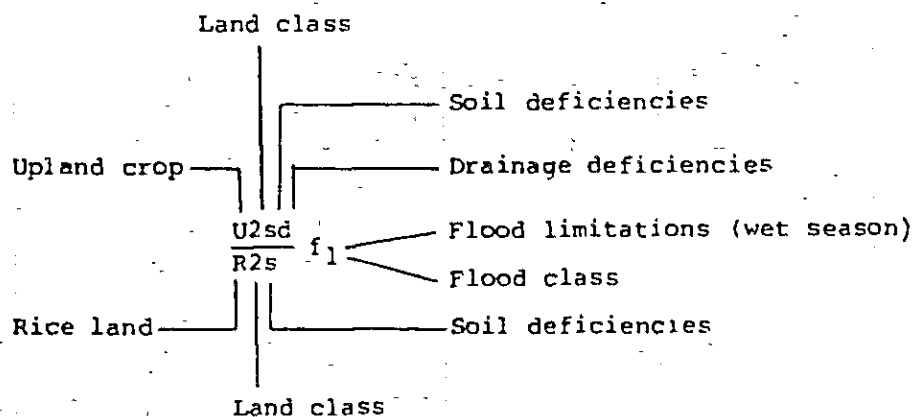 Land class
Soil deficiencies
Upland crop
Drainage deficiencies
U2sd
Flood limitations (wet season)
f1
R2s
Flood class
Rice land
Soil deficiencies
Land class